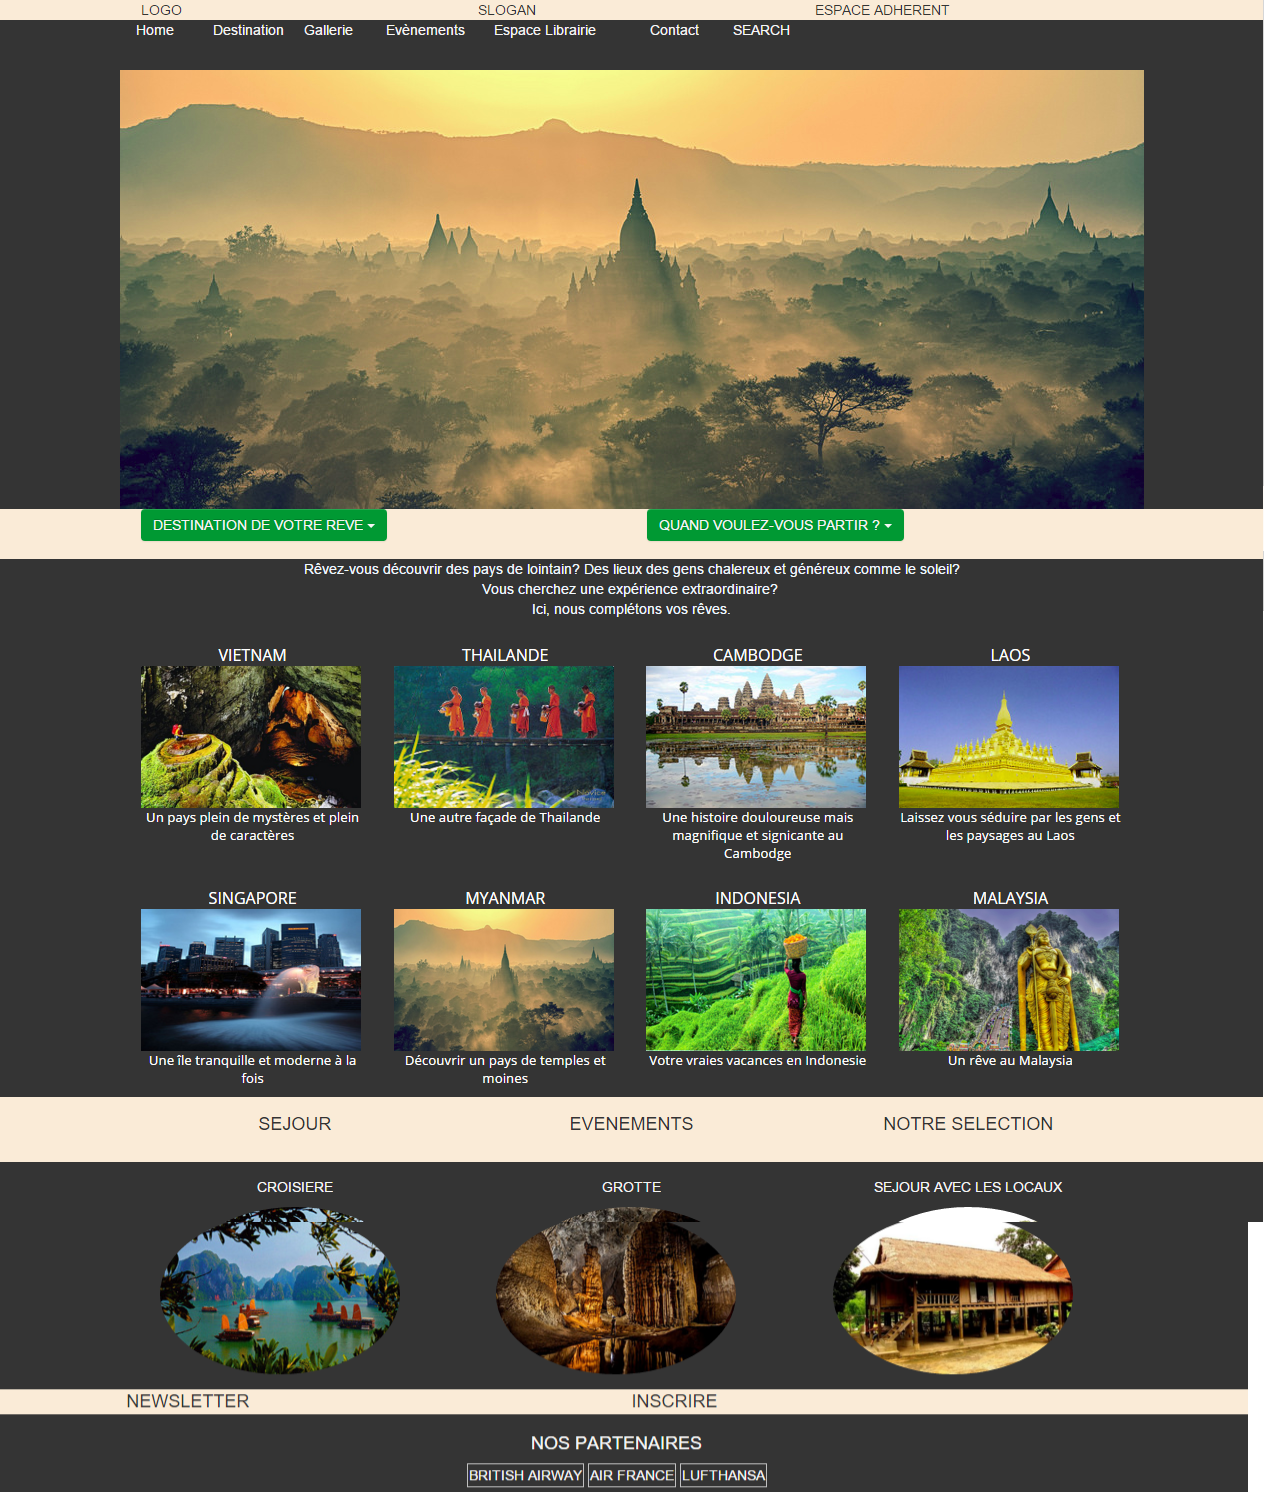 LOGO SLOGAN ESPACE ADHERENT
Home Destination Gallerie Evènements Espace Librairie Contact SEARCH
DESTINATION DE VOTRE REVE QUAND VOULEZ-VOUS PARTIR ?
Rêvez-vous découvrir des pays de lointain? Des lieux des gens chalereux et généreux comme le soleil?
Vous cherchez une expérience extraordinaire?
Ici, nous complétons vos rêves.
VIETNAM
Un pays plein de mystères et plein
de caractères
THAILANDE
Une autre façade de Thailande
CAMBODGE
Une histoire douloureuse mais
magnifique et signicante au
Cambodge
LAOS
Laissez vous séduire par les gens et
les paysages au Laos
SINGAPORE
Une île tranquille et moderne à la
fois
MYANMAR
Découvrir un pays de temples et
moines
INDONESIA
Votre vraies vacances en Indonesie
MALAYSIA
Un rêve au Malaysia
SEJOUR EVENEMENTS NOTRE SELECTION
CROISIERE GROTTE SEJOUR AVEC LES LOCAUX
NEWSLETTER INSCRIRE
NOS PARTENAIRES
BRITISH AIRWAY AIR FRANCE LUFTHANSA